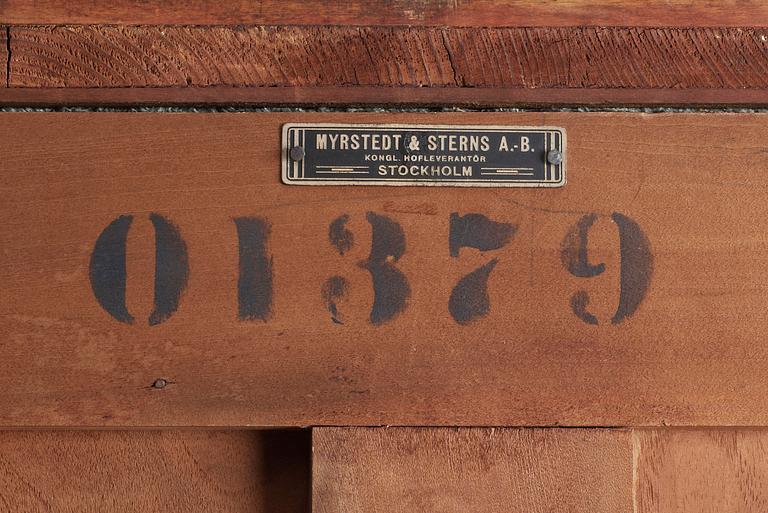 MYRSTEDT & STERNS A.-B.
KONGL. HOFLEVERANTÖR
STOCKHOLM
01379